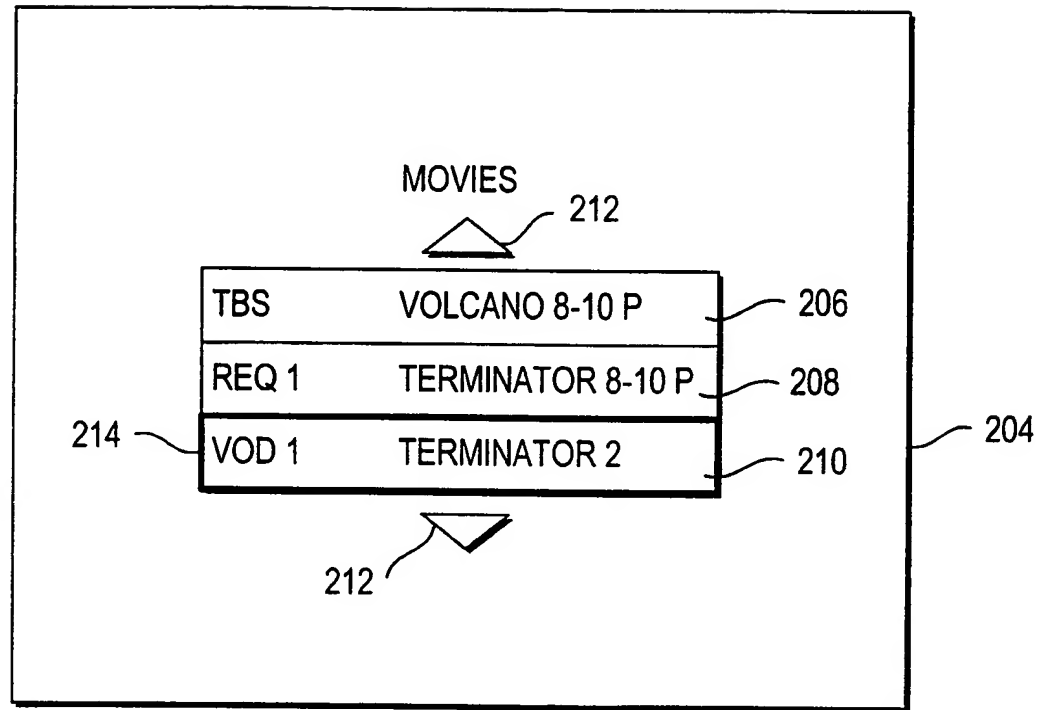 MOVIES
212
TBS VOLCANO 8-10 P 206
REQ 1 TERMINATOR 8-10 P 208
214 VOD 1 TERMINATOR 2 210 204
212